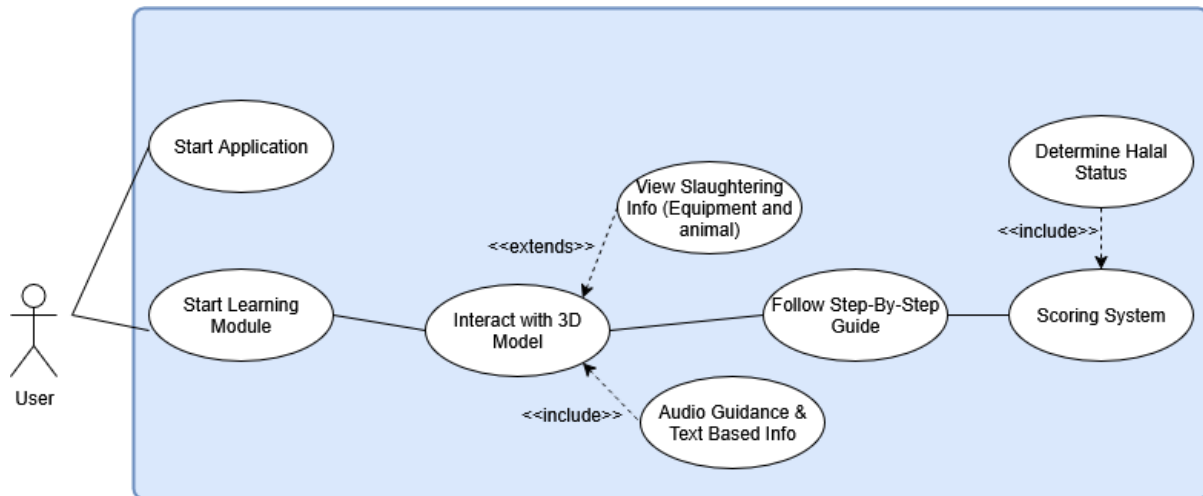 Start Application
Determine Halal
Status
View Slaughtering
Info (Equipment and
animal)
<<include>>
<<extends>>
Start Learning
Module
Interact with 3D
Model
Follow Step-By-Step
Guide
Scoring System
User
<<include>>
Audio Guidance &
Text Based Info